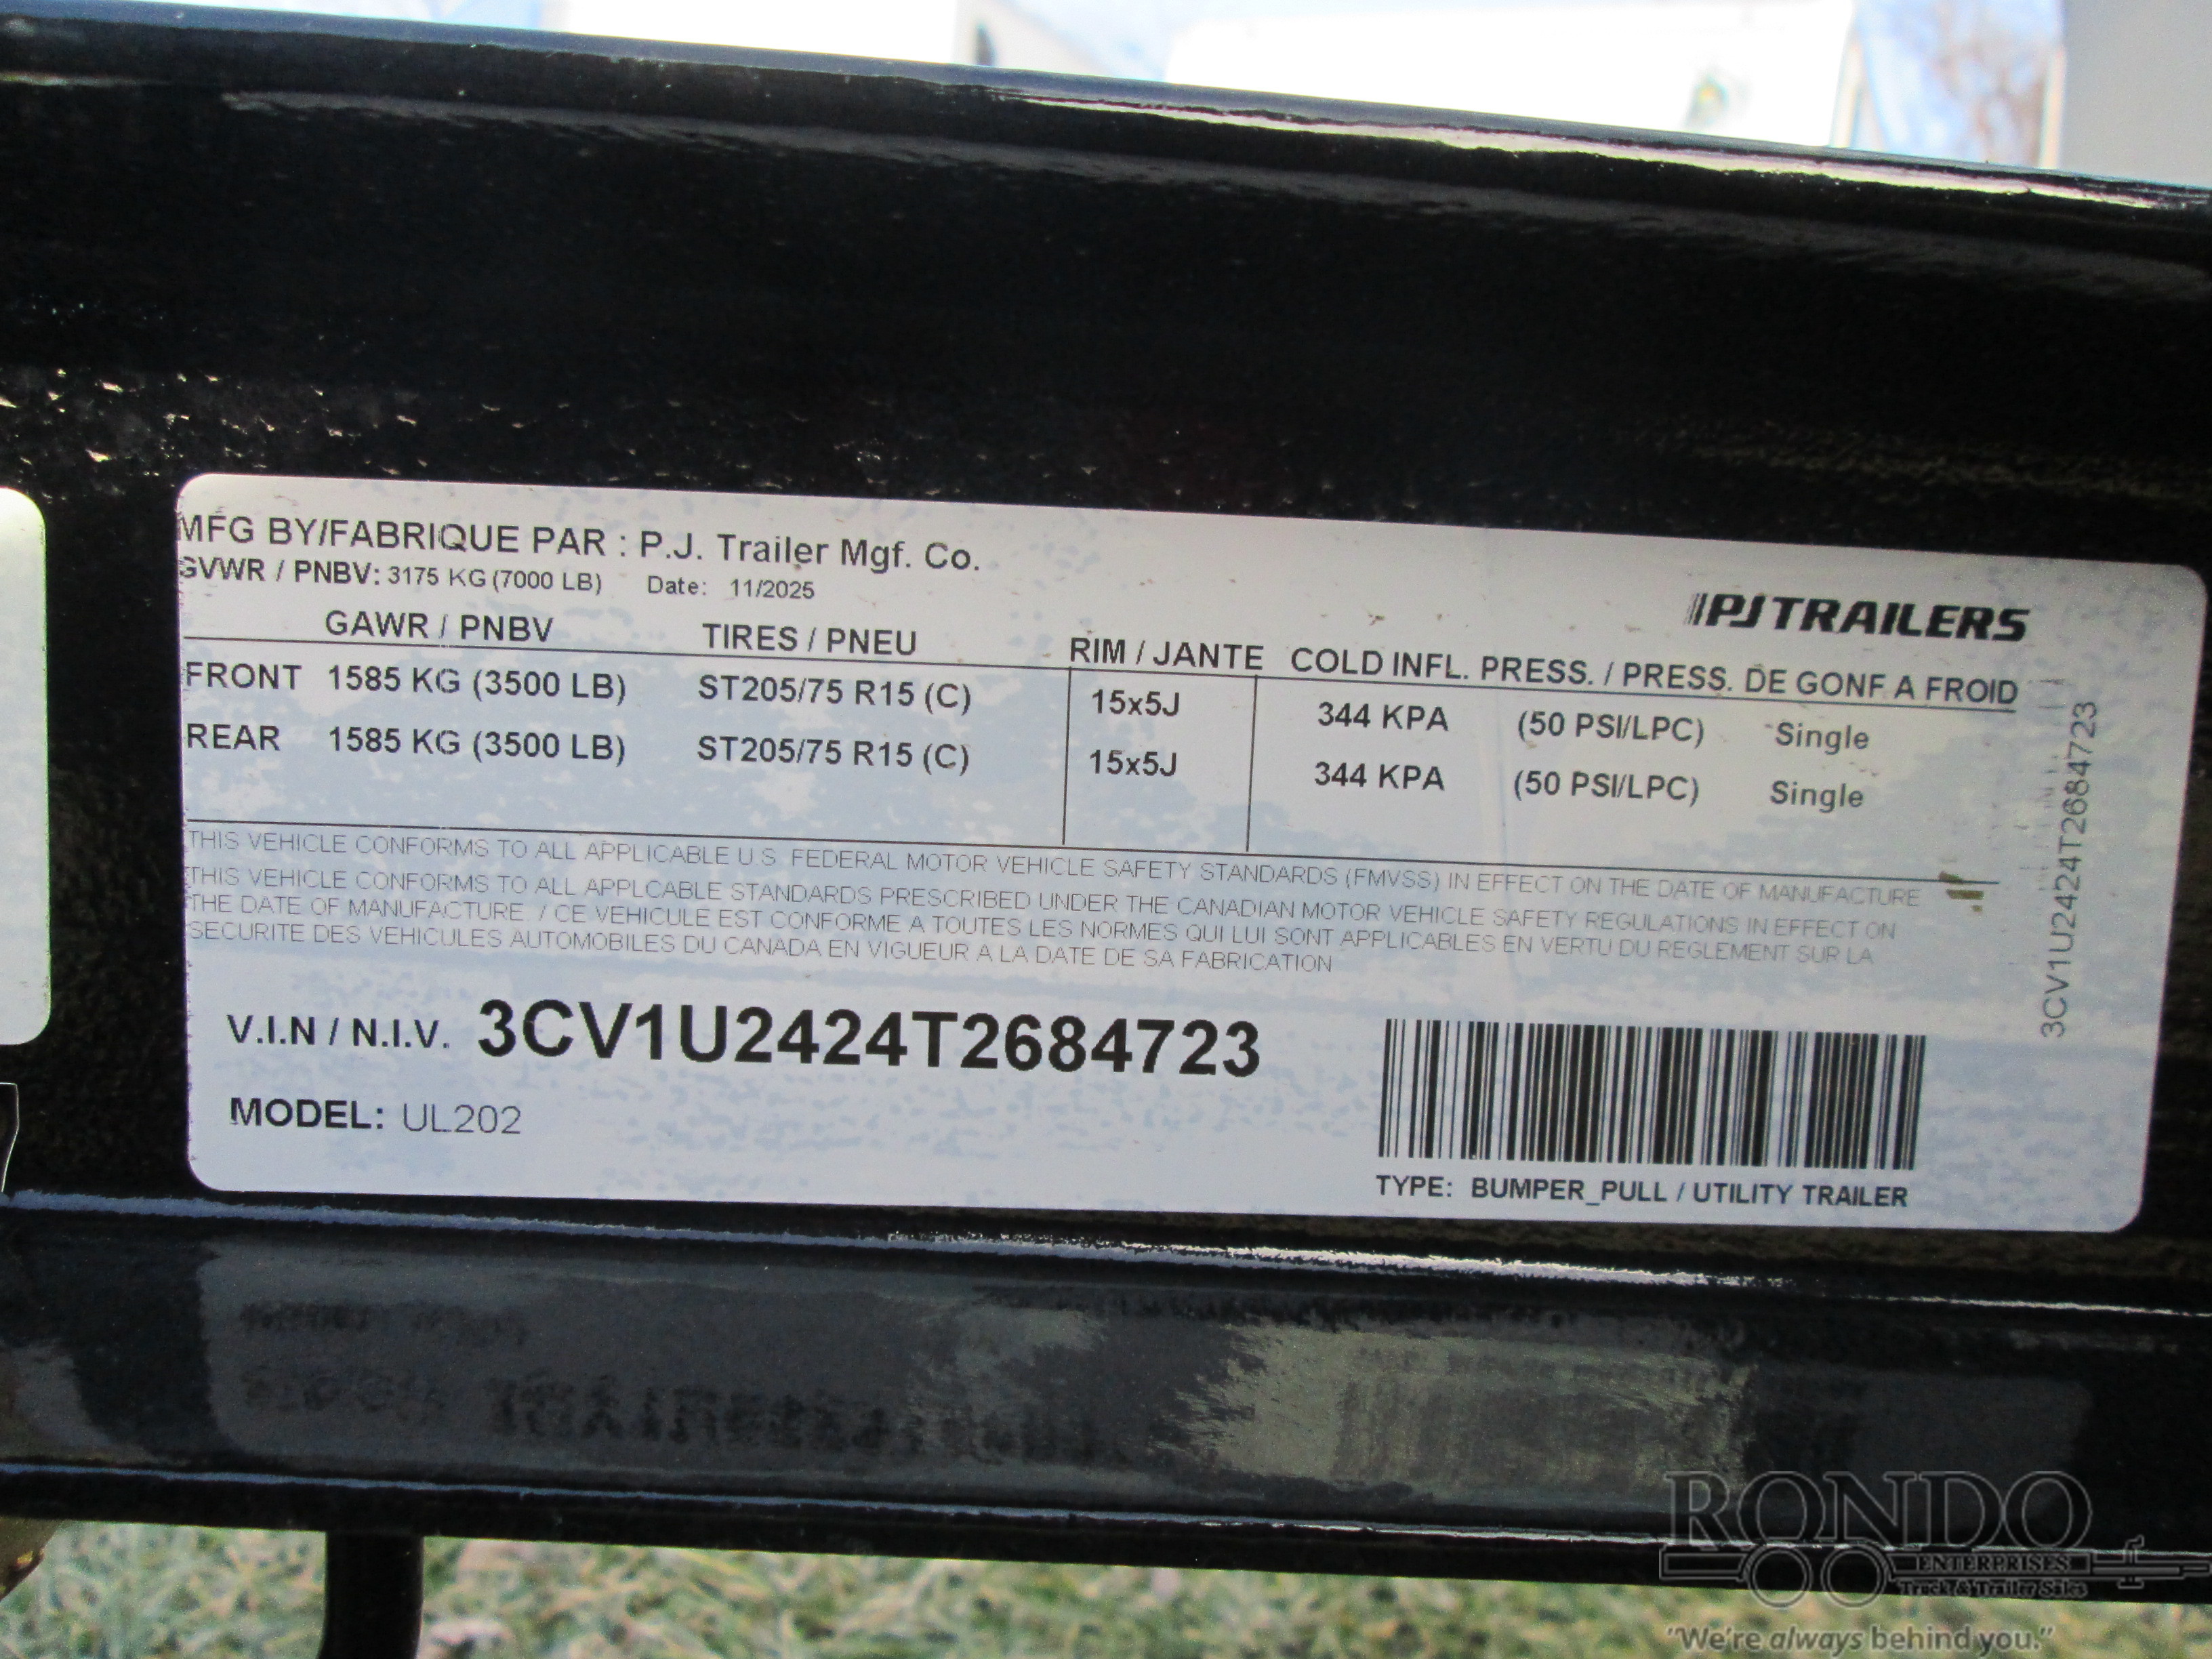 MFG BY/FABRIQUE PAR : P.J. Trailer Mgf. Co.
GVWR / PNBV: 3175 KG (7000 LB) Date: 11/2025
PJTRAILERS
GAWR / PNBV TIRES / PNEU RIM / JANTE COLD INFL. PRESS. / PRESS. DE GONF A FROID
FRONT 1585 KG (3500 LB) ST205/75 R15 (C) 15x5J 344 KPA (50 PSI/LPC) Single
REAR 1585 KG (3500 LB) ST205/75 R15 (C) 15x5J 344 KPA (50 PSI/LPC) Single
THIS VEHICLE CONFORMS TO ALL APPLICABLE U.S. FEDERAL MOTOR VEHICLE SAFETY STANDARDS (FMVSS) IN EFFECT ON THE DATE OF MANUFACTURE
THIS VEHICLE CONFORMS TO ALL APPLCABLE STANDARDS PRESCRIBED UNDER THE CANADIAN MOTOR VEHICLE SAFETY REGULATIONS IN EFFECT ON
THE DATE OF MANUFACTURE. / CE VEHICULE EST CONFORME A TOUTES LES NORMES QUI LUI SONT APPLICABLES EN VERTU DU REGLEMENT SUR LA
SECURITE DES VEHICULES AUTOMOBILES DU CANADA EN VIGUEUR A LA DATE DE SA FABRICATION
V.I.N / N.I.V. 3CV1U2424T2684723
MODEL: UL202
TYPE: BUMPER_PULL / UTILITY TRAILER
3CV1U2424T2684723
RONDO
ENTERPRISES
Truck & Trailer Sales
"We're always behind you."